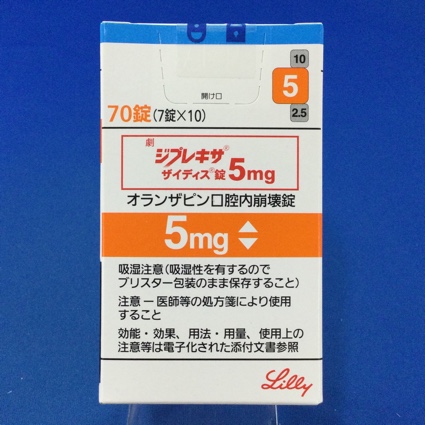 開け口
10
5
2.5
70錠(7錠×10)
劇
ジプレキサ®
ザイディス®錠5mg
オランザピン口腔内崩壊錠
5mg
吸湿注意(吸湿性を有するので
ブリスター包装のまま保存すること)
注意－医師等の処方箋により使用
すること
効能・効果、用法・用量、使用上の
注意等は電子化された添付文書参照
Lilly